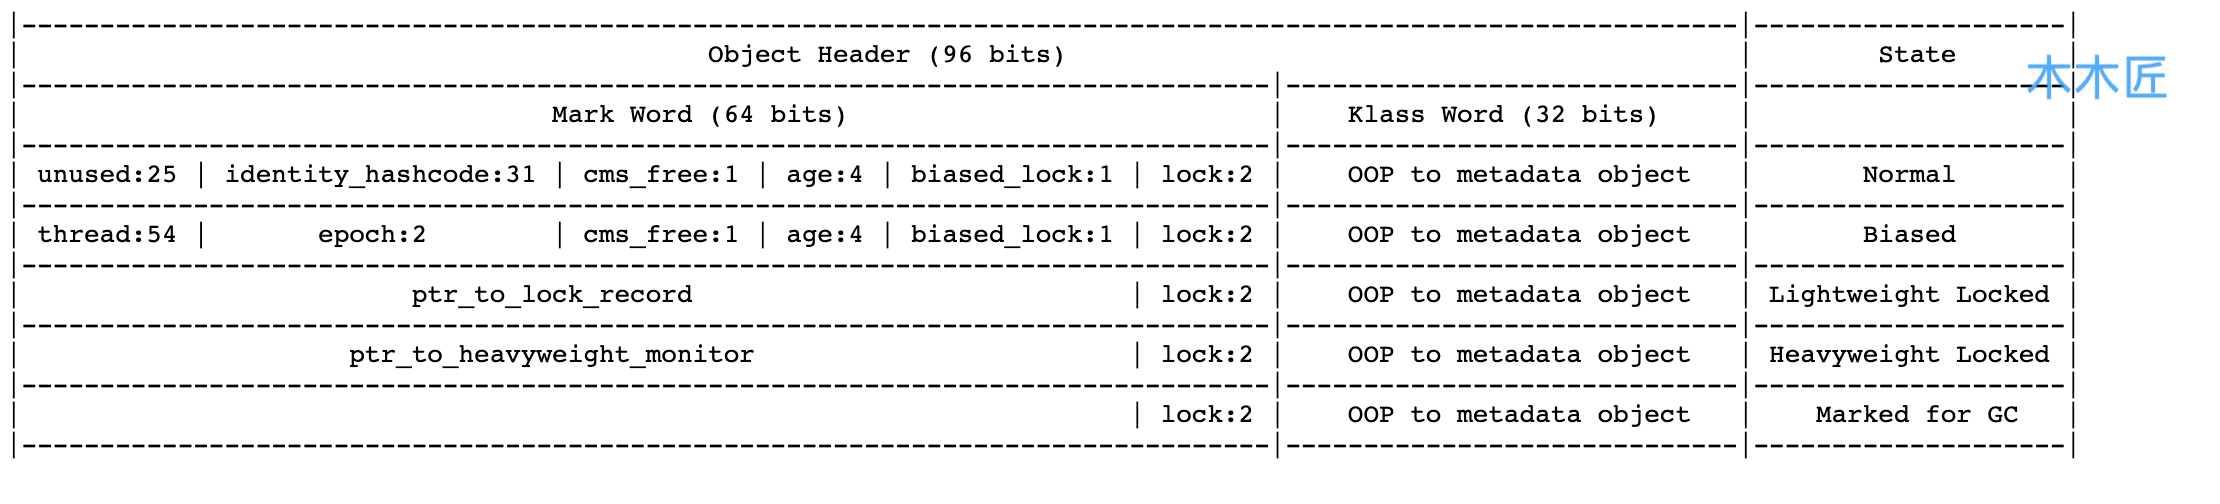 Object Header (96 bits) | State
本木匠
Mark Word (64 bits) | Klass Word (32 bits) |
unused:25 | identity_hashcode:31 | cms_free:1 | age:4 | biased_lock:1 | lock:2 | OOP to metadata object | Normal
thread:54 | epoch:2 | cms_free:1 | age:4 | biased_lock:1 | lock:2 | OOP to metadata object | Biased
ptr_to_lock_record | lock:2 | OOP to metadata object | Lightweight Locked
ptr_to_heavyweight_monitor | lock:2 | OOP to metadata object | Heavyweight Locked
| lock:2 | OOP to metadata object | Marked for GC